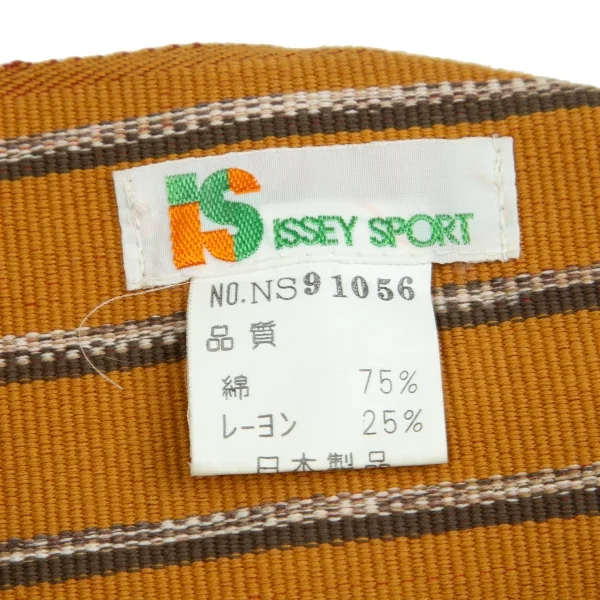 IS ISSEY SPORT
NO.NS91056
品質
綿 75%
レーヨン 25%
日本製品